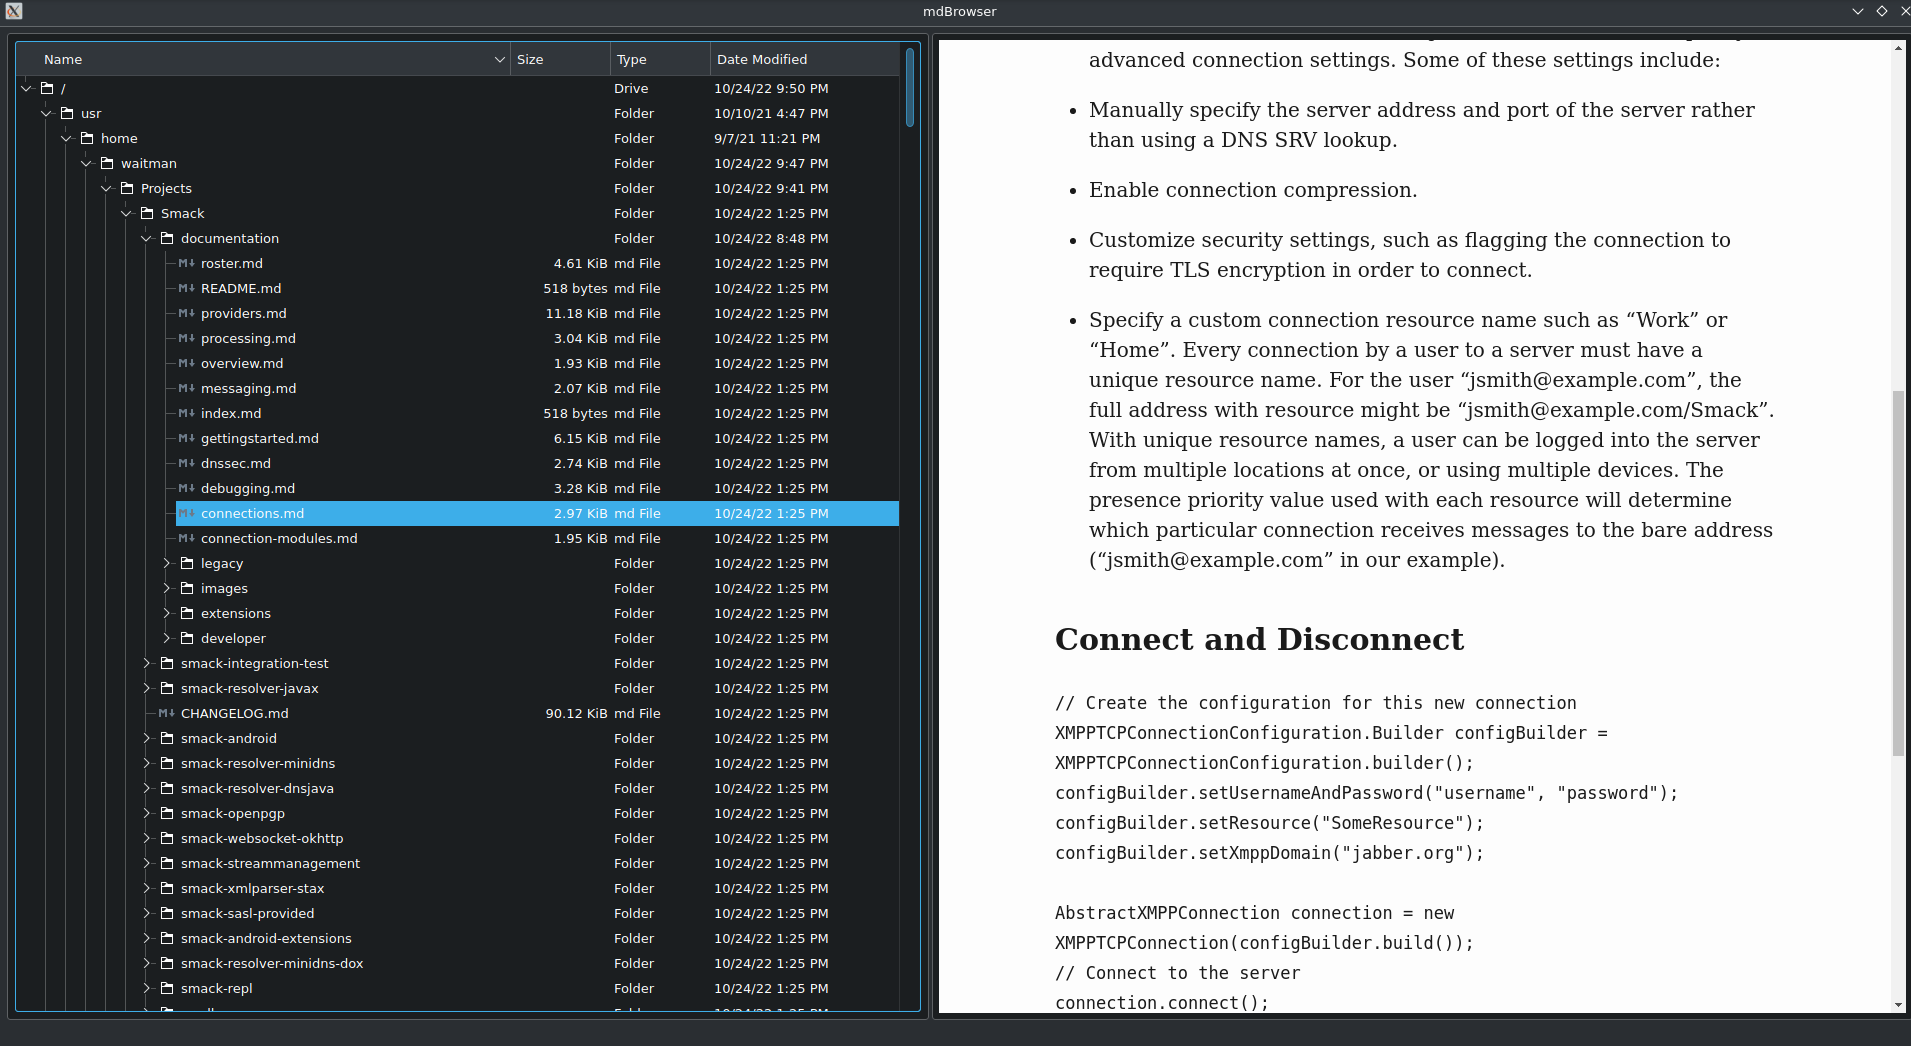 mdBrowser
Name Size Type Date Modified
/ Drive 10/24/22 9:50 PM
usr Folder 10/10/21 4:47 PM
home Folder 9/7/21 11:21 PM
waitman Folder 10/24/22 9:47 PM
Projects Folder 10/24/22 9:41 PM
Smack Folder 10/24/22 1:25 PM
documentation Folder 10/24/22 8:48 PM
roster.md 4.61 KiB md File 10/24/22 1:25 PM
README.md 518 bytes md File 10/24/22 1:25 PM
providers.md 11.18 KiB md File 10/24/22 1:25 PM
processing.md 3.04 KiB md File 10/24/22 1:25 PM
overview.md 1.93 KiB md File 10/24/22 1:25 PM
messaging.md 2.07 KiB md File 10/24/22 1:25 PM
index.md 518 bytes md File 10/24/22 1:25 PM
gettingstarted.md 6.15 KiB md File 10/24/22 1:25 PM
dnssec.md 2.74 KiB md File 10/24/22 1:25 PM
debugging.md 3.28 KiB md File 10/24/22 1:25 PM
connections.md 2.97 KiB md File 10/24/22 1:25 PM
connection-modules.md 1.95 KiB md File 10/24/22 1:25 PM
legacy Folder 10/24/22 1:25 PM
images Folder 10/24/22 1:25 PM
extensions Folder 10/24/22 1:25 PM
developer Folder 10/24/22 1:25 PM
smack-integration-test Folder 10/24/22 1:25 PM
smack-resolver-javax Folder 10/24/22 1:25 PM
CHANGELOG.md 90.12 KiB md File 10/24/22 1:25 PM
smack-android Folder 10/24/22 1:25 PM
smack-resolver-minidns Folder 10/24/22 1:25 PM
smack-resolver-dnsjava Folder 10/24/22 1:25 PM
smack-openpgp Folder 10/24/22 1:25 PM
smack-websocket-okhttp Folder 10/24/22 1:25 PM
smack-streammanagement Folder 10/24/22 1:25 PM
smack-xmlparser-stax Folder 10/24/22 1:25 PM
smack-sasl-provided Folder 10/24/22 1:25 PM
smack-android-extensions Folder 10/24/22 1:25 PM
smack-resolver-minidns-dox Folder 10/24/22 1:25 PM
smack-repl Folder 10/24/22 1:25 PM
advanced connection settings. Some of these settings include:
• Manually specify the server address and port of the server rather
than using a DNS SRV lookup.
• Enable connection compression.
• Customize security settings, such as flagging the connection to
require TLS encryption in order to connect.
• Specify a custom connection resource name such as “Work” or
“Home”. Every connection by a user to a server must have a
unique resource name. For the user “jsmith@example.com”, the
full address with resource might be “jsmith@example.com/Smack”.
With unique resource names, a user can be logged into the server
from multiple locations at once, or using multiple devices. The
presence priority value used with each resource will determine
which particular connection receives messages to the bare address
(“jsmith@example.com” in our example).
Connect and Disconnect
// Create the configuration for this new connection
XMPPTCPConnectionConfiguration.Builder configBuilder =
XMPPTCPConnectionConfiguration.builder();
configBuilder.setUsernameAndPassword("username", "password");
configBuilder.setResource("SomeResource");
configBuilder.setXmppDomain("jabber.org");
AbstractXMPPConnection connection = new
XMPPTCPConnection(configBuilder.build());
// Connect to the server
connection.connect();